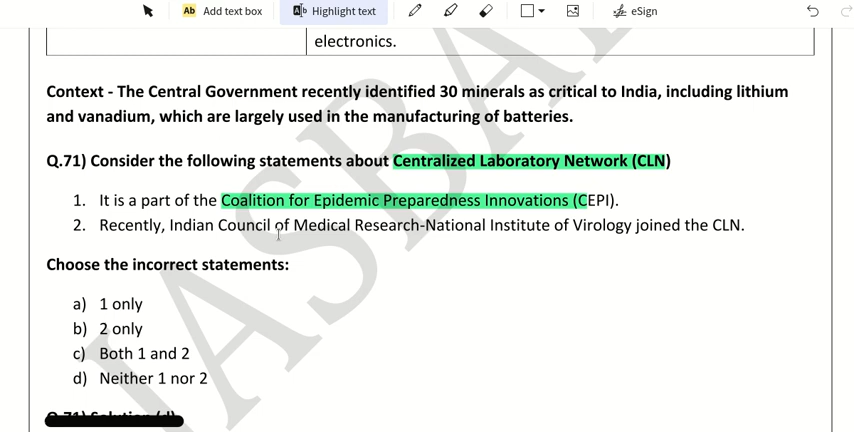 Add text box Highlight text eSign
electronics.
Context - The Central Government recently identified 30 minerals as critical to India, including lithium
and vanadium, which are largely used in the manufacturing of batteries.
Q.71) Consider the following statements about Centralized Laboratory Network (CLN)
1. It is a part of the Coalition for Epidemic Preparedness Innovations (CEPI).
2. Recently, Indian Council of Medical Research-National Institute of Virology joined the CLN.
Choose the incorrect statements:
a) 1 only
b) 2 only
c) Both 1 and 2
d) Neither 1 nor 2